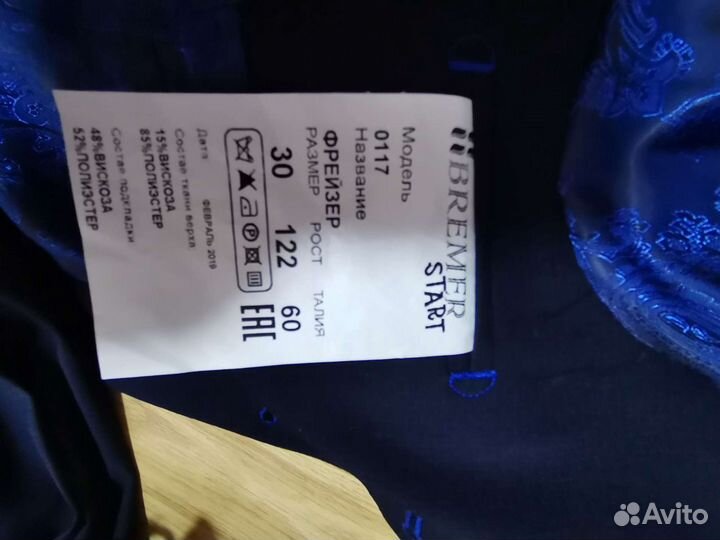 BREMER
START
Модель
0117
Название
ФРЕЙЗЕР
РАЗМЕР РОСТ ТАЛИЯ
30 122 60
EAC
Дата ФЕВРАЛЬ 2019
Состав ткани верха
15%ВИСКОЗА
85%ПОЛИЭСТЕР
Состав подкладки
48%ВИСКОЗА
52%ПОЛИЭСТЕР
Avito